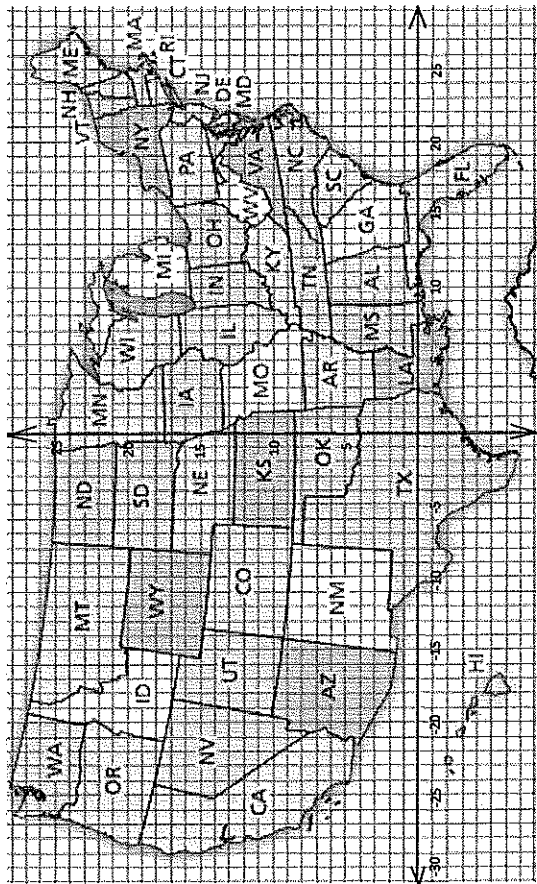 WA MT ND MN ME
25
VT NH
OR ID SD WI NY MA
20
WY IA MI PA RI
NV UT NE IL IN OH NJ CT
15
CA CO KS MO KY WV VA DE MD
10
AZ NM OK AR TN NC SC
5
TX LA MS AL GA FL
-30 -25 -20 -15 -10 -5 10 15 20 25
HI